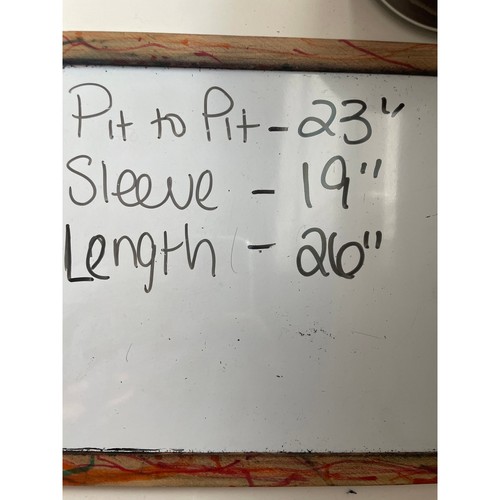 Pit to Pit - 23"
Sleeve - 19"
Length - 26"